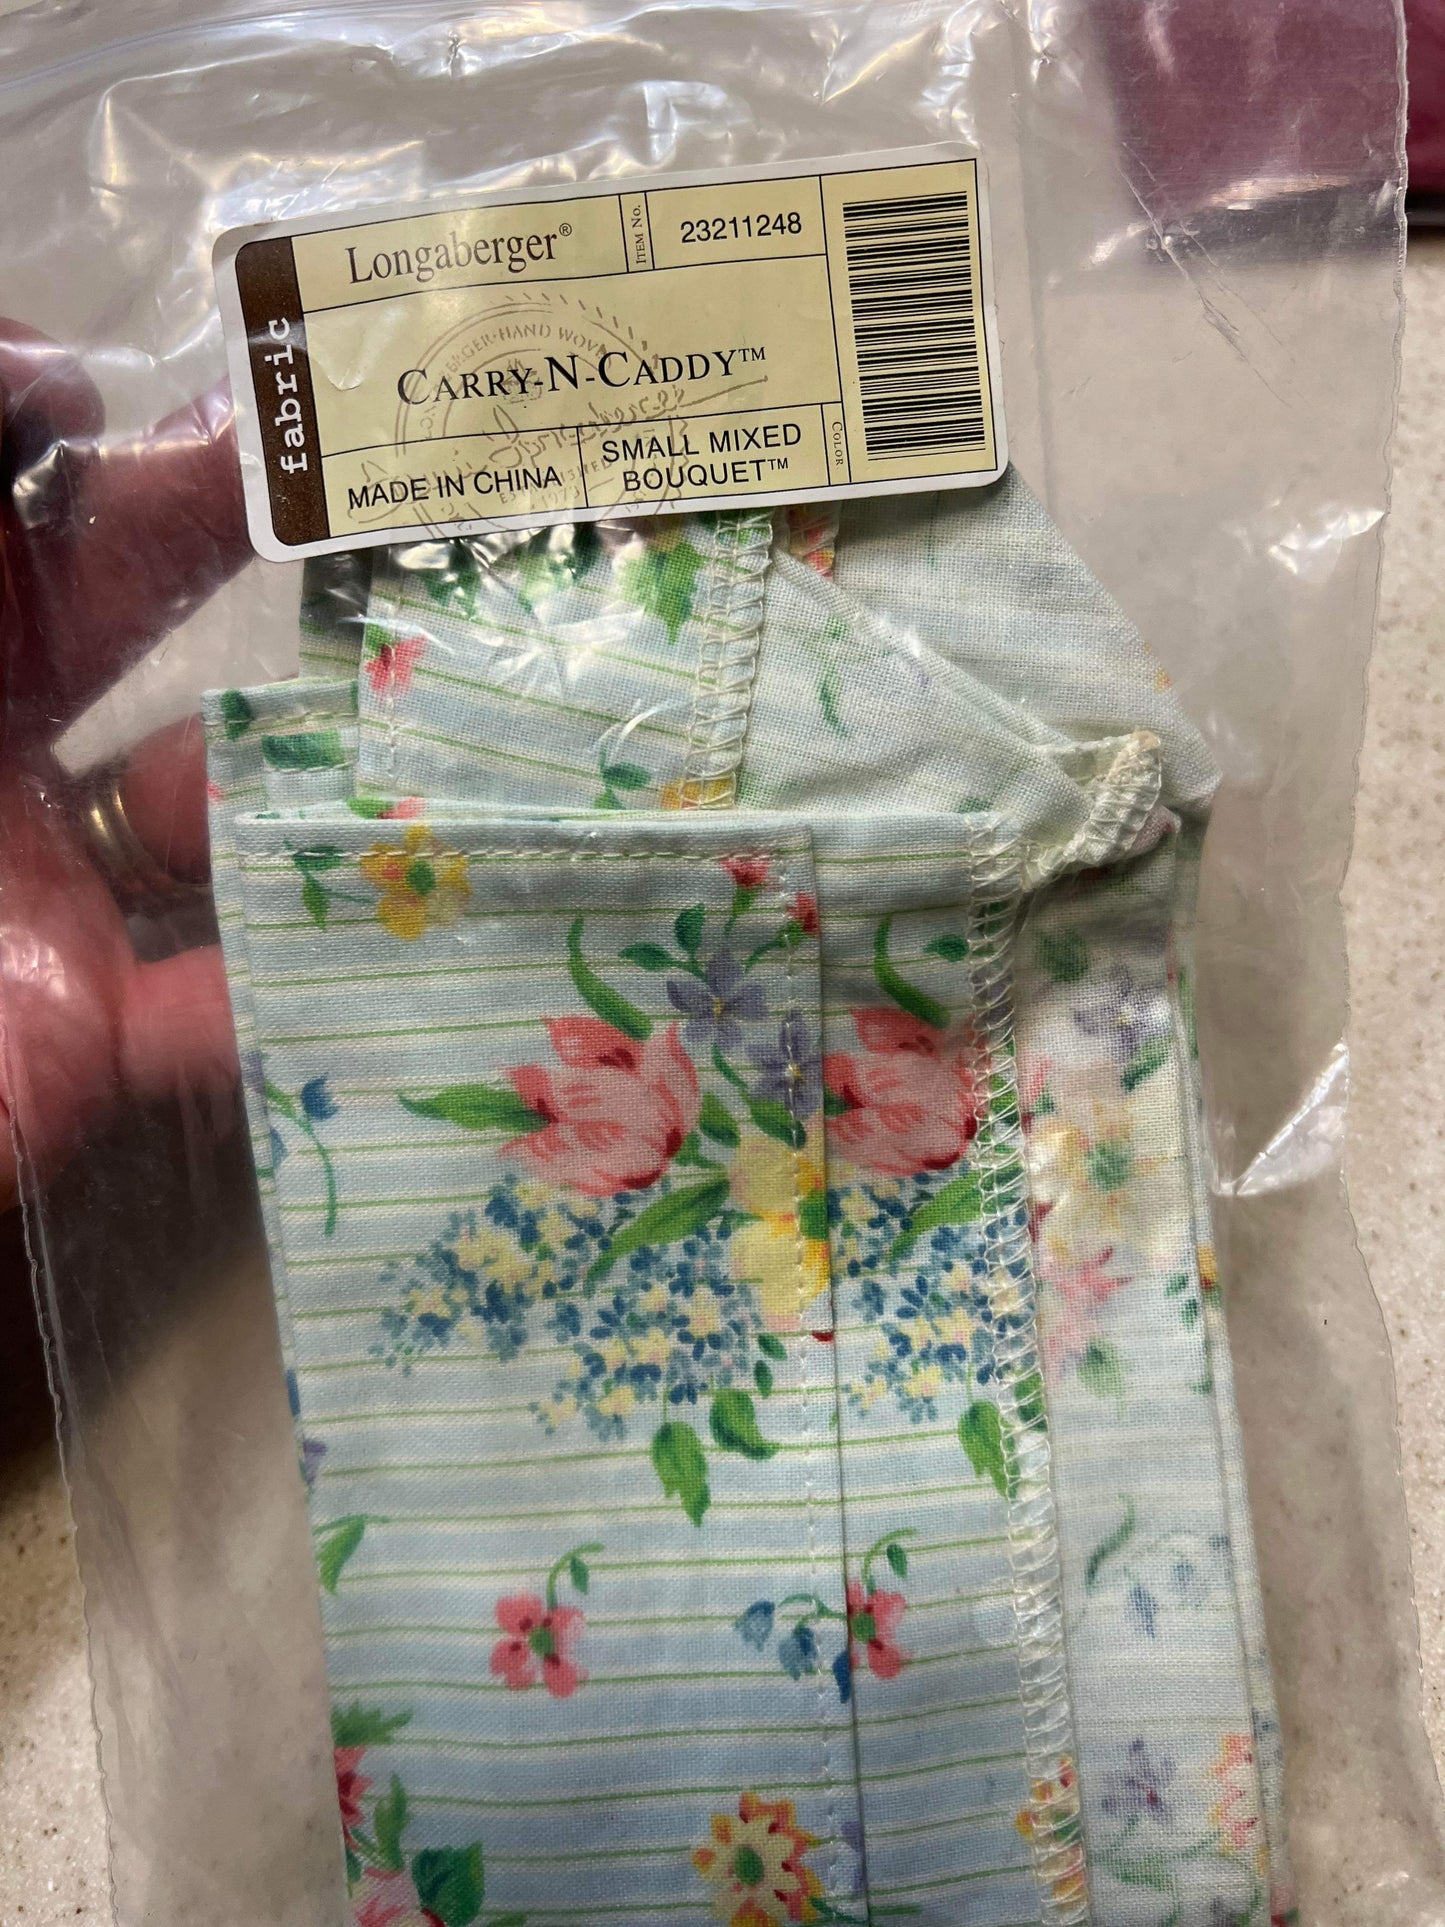 fabric
Longaberger®
ITEM No.
23211248
CARRY-N-CADDY™
MADE IN CHINA
SMALL MIXED
BOUQUET™
COLOR